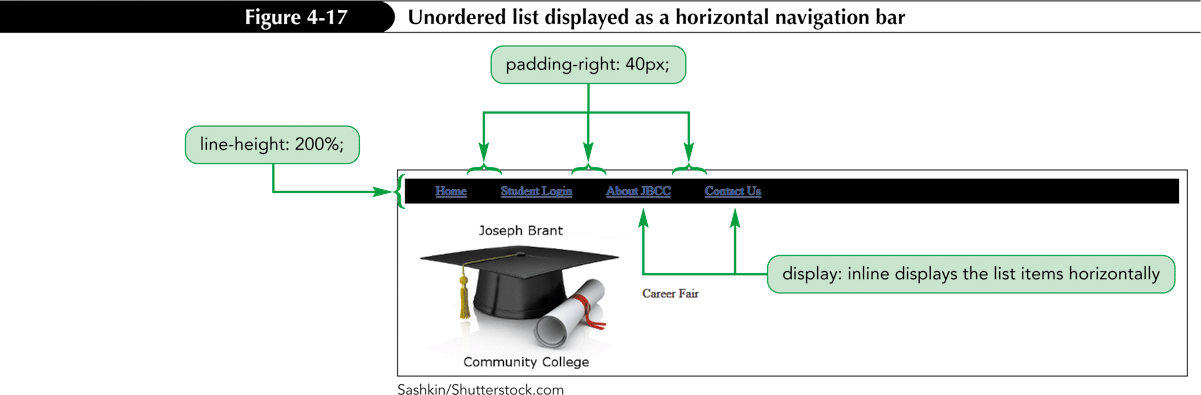 Figure 4-17 Unordered list displayed as a horizontal navigation bar
padding-right: 40px;
line-height: 200%;
Home Student Login About JBCC Contact Us
Joseph Brant
display: inline displays the list items horizontally
Career Fair
Community College
Sashkin/Shutterstock.com